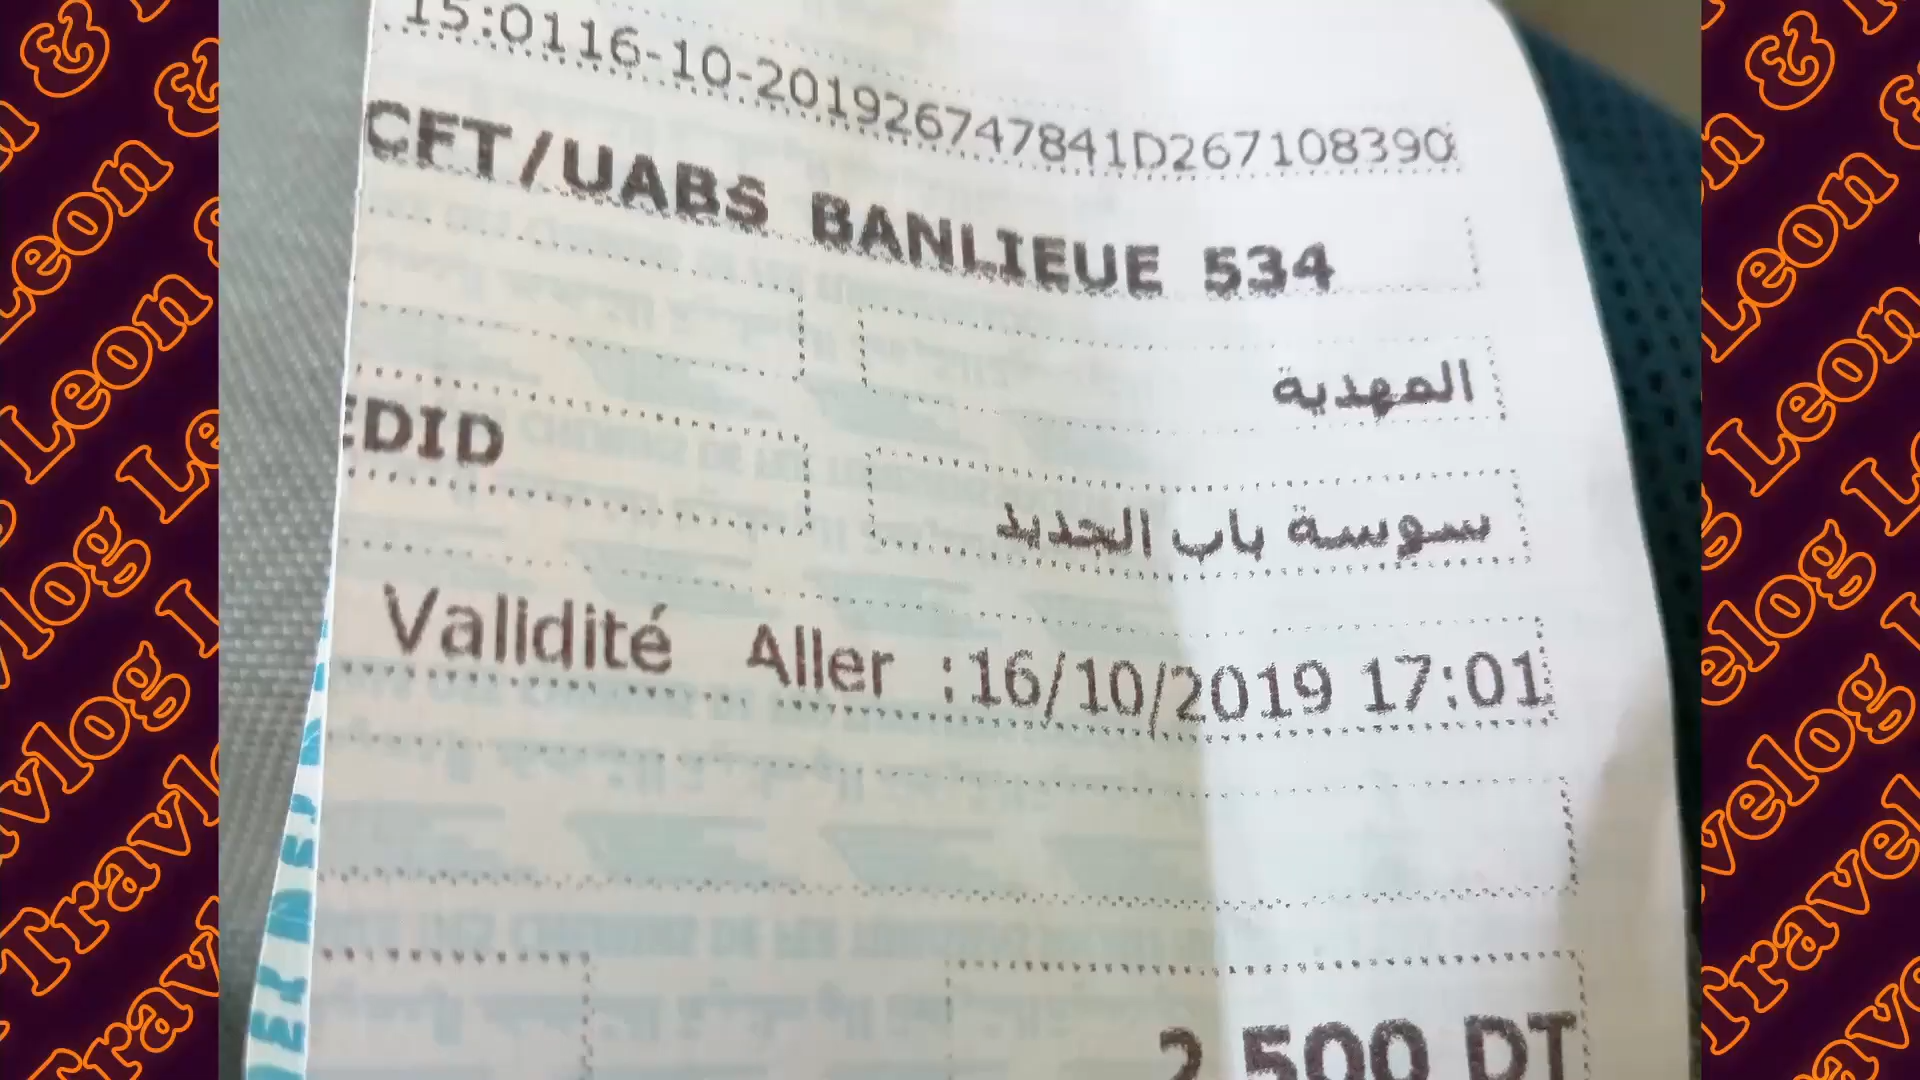 15:0116-10-201926747841D267108390
CFT/UABS BANLIEUE 534
المهدية
EDID
سوسة باب الجديد
Validité Aller :16/10/2019 17:01
2.500 DT
Leon & Travelog